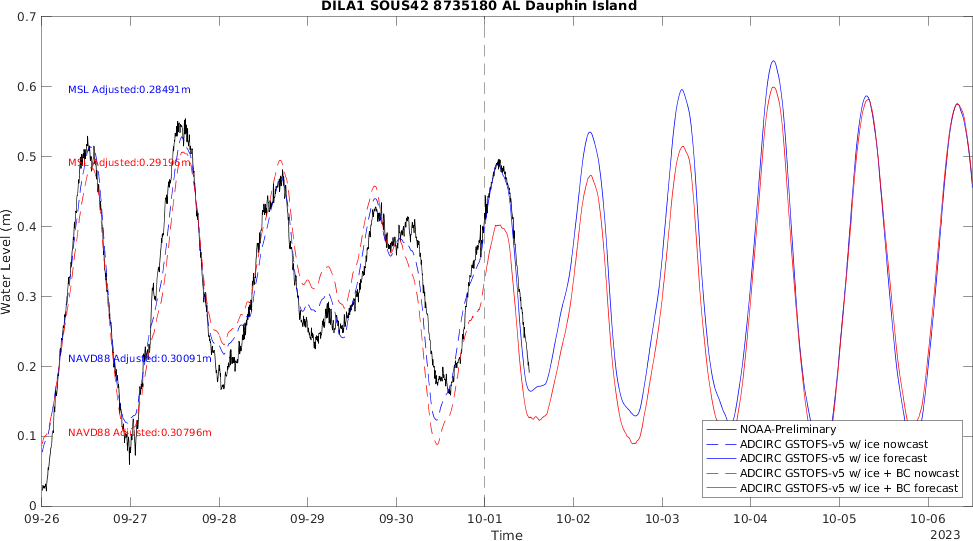 DILA1 SOUS42 8735180 AL Dauphin Island
0.7
0.6
0.5
0.4
0.3
0.2
0.1
0
Water Level (m)
MSL Adjusted:0.28491m
MSL Adjusted:0.29196m
NAVD88 Adjusted:0.30091m
NAVD88 Adjusted:0.30796m
NOAA-Preliminary
ADCIRC GSTOFS-v5 w/ ice nowcast
ADCIRC GSTOFS-v5 w/ ice forecast
ADCIRC GSTOFS-v5 w/ ice + BC nowcast
ADCIRC GSTOFS-v5 w/ ice + BC forecast
09-26 09-27 09-28 09-29 09-30 10-01 10-02 10-03 10-04 10-05 10-06
Time
2023